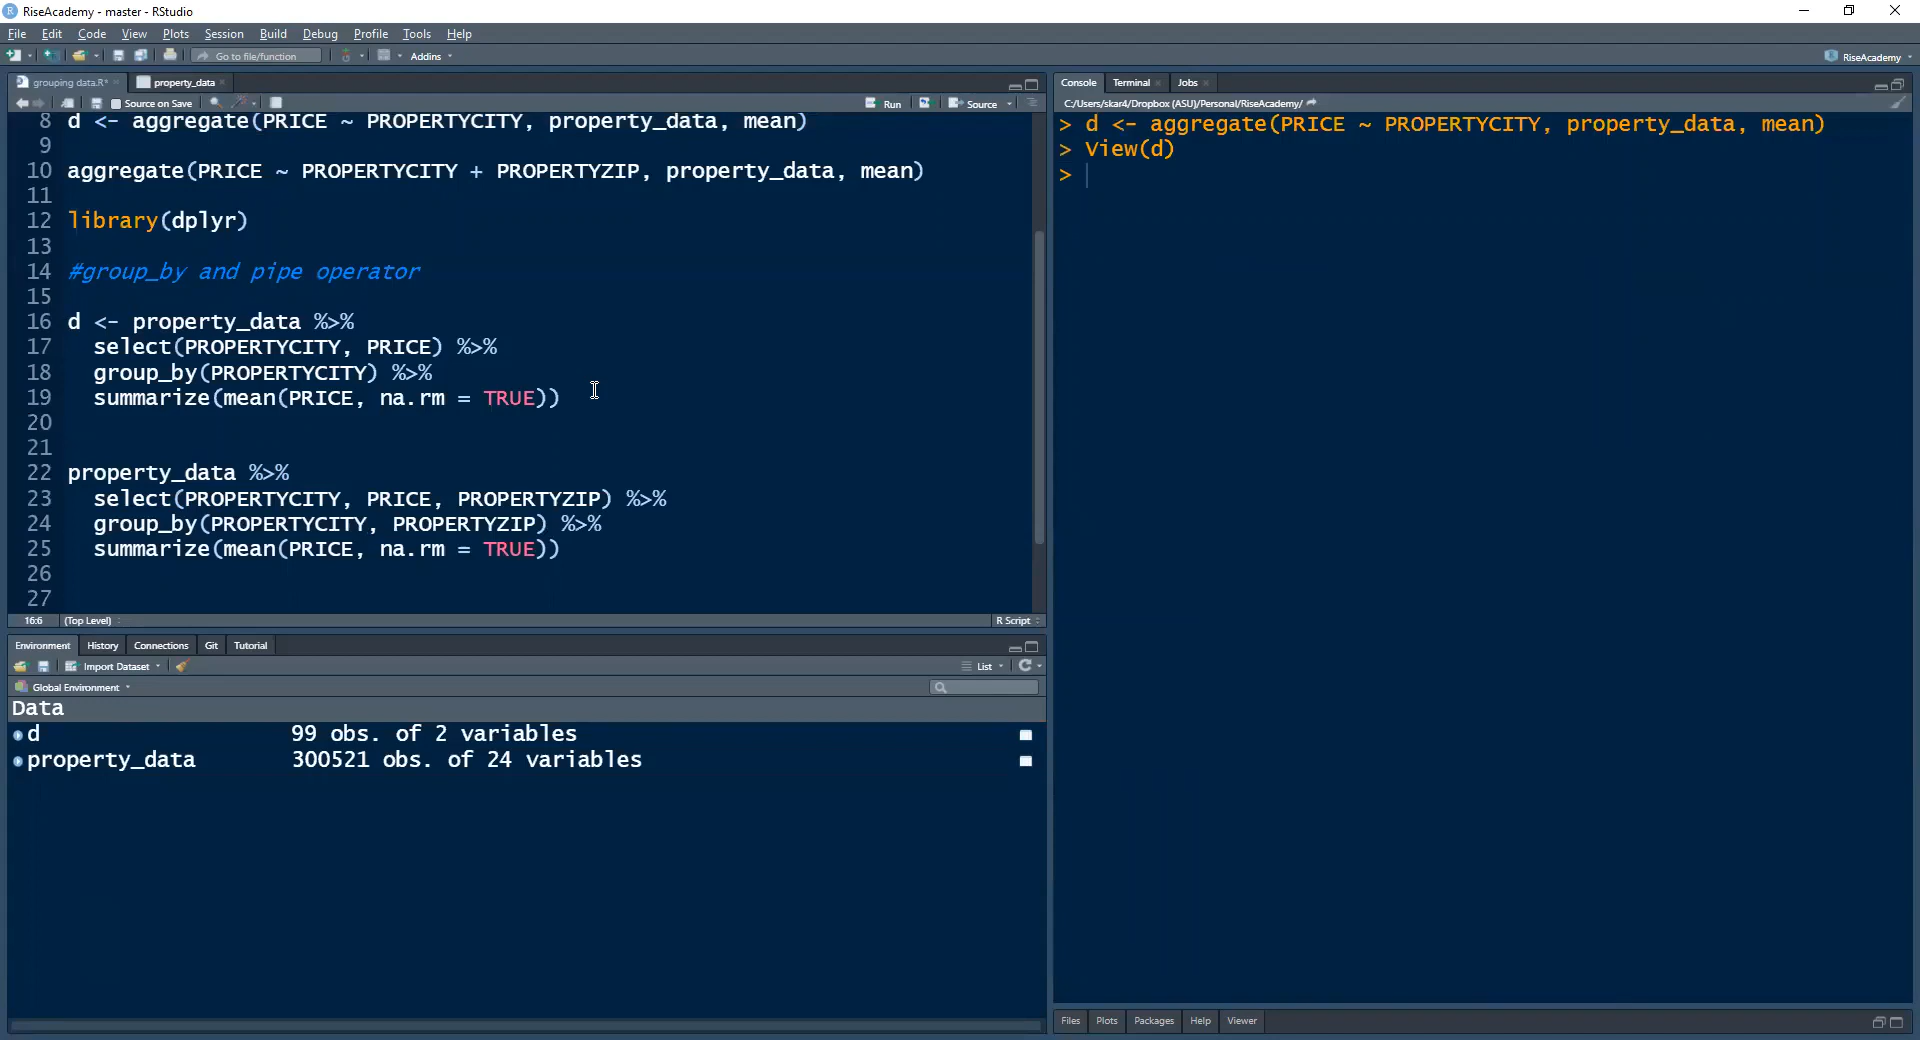 RiseAcademy - master - RStudio
File Edit Code View Plots Session Build Debug Profile Tools Help
Go to file/function Addins RiseAcademy
grouping data.R* property_data
Source on Save Run Source
8 d <- aggregate(PRICE ~ PROPERTYCITY, property_data, mean)
9
10 aggregate(PRICE ~ PROPERTYCITY + PROPERTYZIP, property_data, mean)
11
12 library(dplyr)
13
14 #group_by and pipe operator
15
16 d <- property_data %>%
17 select(PROPERTYCITY, PRICE) %>%
18 group_by(PROPERTYCITY) %>%
19 summarize(mean(PRICE, na.rm = TRUE))
20
21
22 property_data %>%
23 select(PROPERTYCITY, PRICE, PROPERTYZIP) %>%
24 group_by(PROPERTYCITY, PROPERTYZIP) %>%
25 summarize(mean(PRICE, na.rm = TRUE))
26
27
16:6 (Top Level) R Script
Environment History Connections Git Tutorial
Import Dataset List
Global Environment
Data
d 99 obs. of 2 variables
property_data 300521 obs. of 24 variables
Console Terminal Jobs
C:/Users/skar4/Dropbox (ASU)/Personal/RiseAcademy/
> d <- aggregate(PRICE ~ PROPERTYCITY, property_data, mean)
> View(d)
>
Files Plots Packages Help Viewer